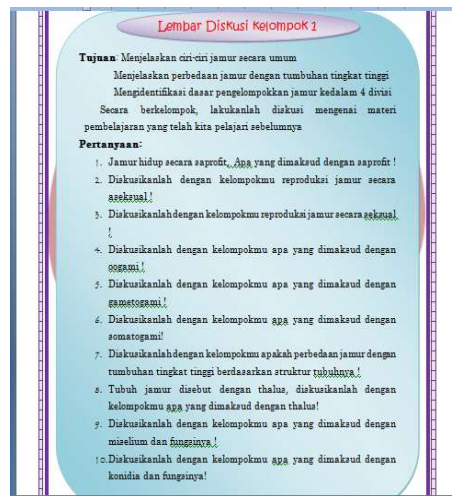 Lembar Diskusi Kelompok 1
Tujuan: Menjelaskan ciri-ciri jamur secara umum
Menjelaskan perbedaan jamur dengan tumbuhan tingkat tinggi
Mengidentifikasi dasar pengelompokkan jamur kedalam 4 divisi
Secara berkelompok, lakukanlah diskusi mengenai materi
pembelajaran yang telah kita pelajari sebelumnya
Pertanyaan:
1. Jamur hidup secara saprofit, Apa yang dimaksud dengan saprofit !
2. Diskusikanlah dengan kelompokmu reproduksi jamur secara
aseksual !
3. Diskusikanlah dengan kelompokmu reproduksi jamur secara seksual
!
4. Diskusikanlah dengan kelompokmu apa yang dimaksud dengan
oogami !
5. Diskusikanlah dengan kelompokmu apa yang dimaksud dengan
gametogami !
6. Diskusikanlah dengan kelompokmu apa yang dimaksud dengan
somatogami!
7. Diskusikanlah dengan kelompokmu apakah perbedaan jamur dengan
tumbuhan tingkat tinggi berdasarkan struktur tubuhnya !
8. Tubuh jamur disebut dengan thalus, diskusikanlah dengan
kelompokmu apa yang dimaksud dengan thalus!
9. Diskusikanlah dengan kelompokmu apa yang dimaksud dengan
miselium dan fungsinya !
10.Diskusikanlah dengan kelompokmu apa yang dimaksud dengan
konidia dan fungsinya!